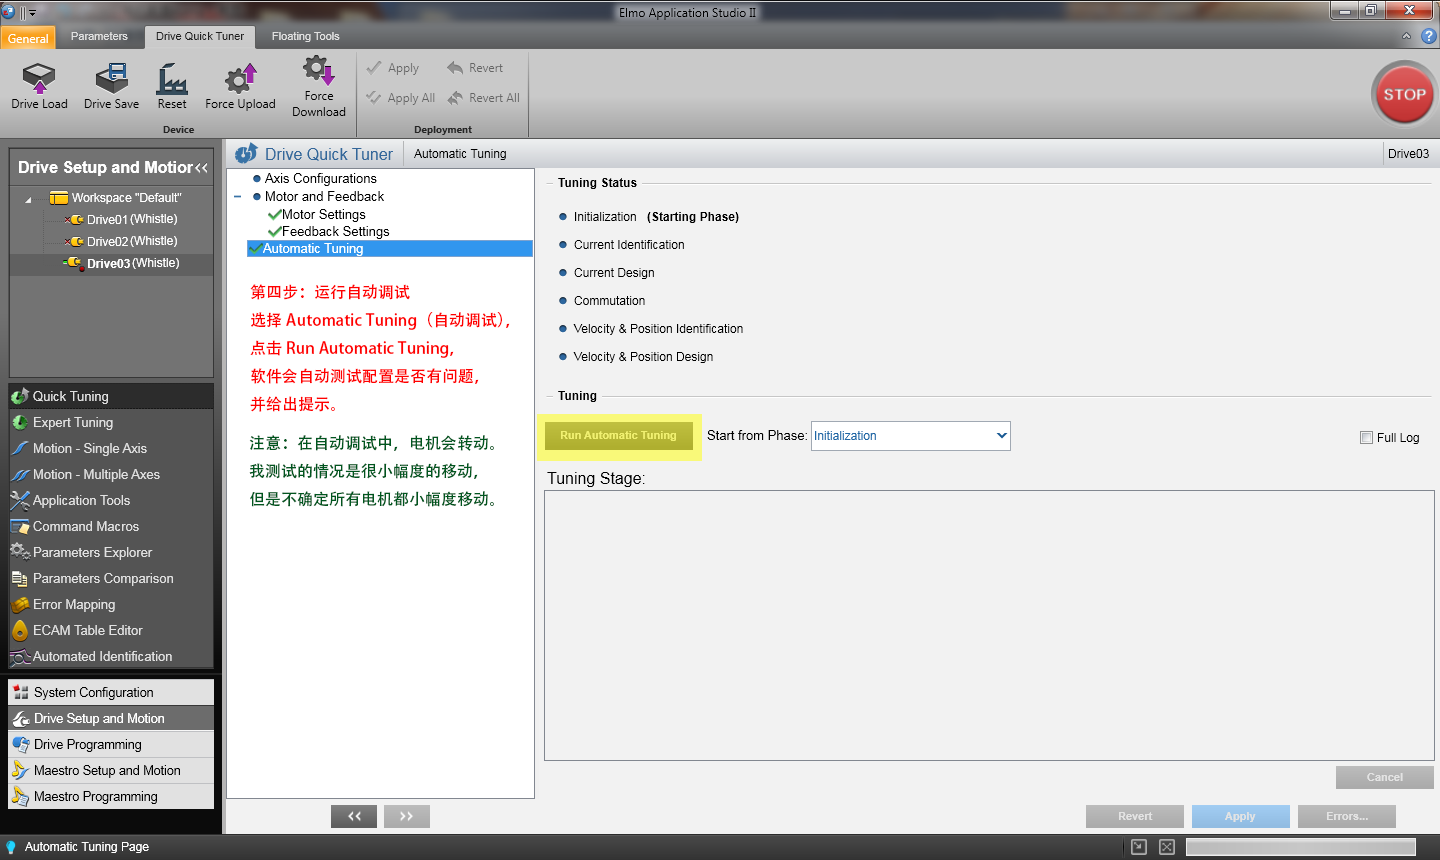 Elmo Application Studio II
General
Parameters
Drive Quick Tuner
Floating Tools
Drive Load
Drive Save
Reset
Force Upload
Force
Download
Device
Apply
Revert
Apply All
Revert All
Deployment
STOP
Drive Setup and Motior<<
Workspace "Default"
Drive01 (Whistle)
Drive02 (Whistle)
Drive03 (Whistle)
Quick Tuning
Expert Tuning
Motion - Single Axis
Motion - Multiple Axes
Application Tools
Command Macros
Parameters Explorer
Parameters Comparison
Error Mapping
ECAM Table Editor
Automated Identification
System Configuration
Drive Setup and Motion
Drive Programming
Maestro Setup and Motion
Maestro Programming
Drive Quick Tuner
Automatic Tuning
Drive03
Axis Configurations
Motor and Feedback
Motor Settings
Feedback Settings
Automatic Tuning
第四步：运行自动调试
选择 Automatic Tuning（自动调试），
点击 Run Automatic Tuning,
软件会自动测试配置是否有问题，
并给出提示。
注意：在自动调试中，电机会转动。
我测试的情况是很小幅度的移动，
但是不确定所有电机都小幅度移动。
<<
>>
Tuning Status
Initialization (Starting Phase)
Current Identification
Current Design
Commutation
Velocity & Position Identification
Velocity & Position Design
Tuning
Run Automatic Tuning
Start from Phase: Initialization
Full Log
Tuning Stage:
Cancel
Revert
Apply
Errors...
Automatic Tuning Page